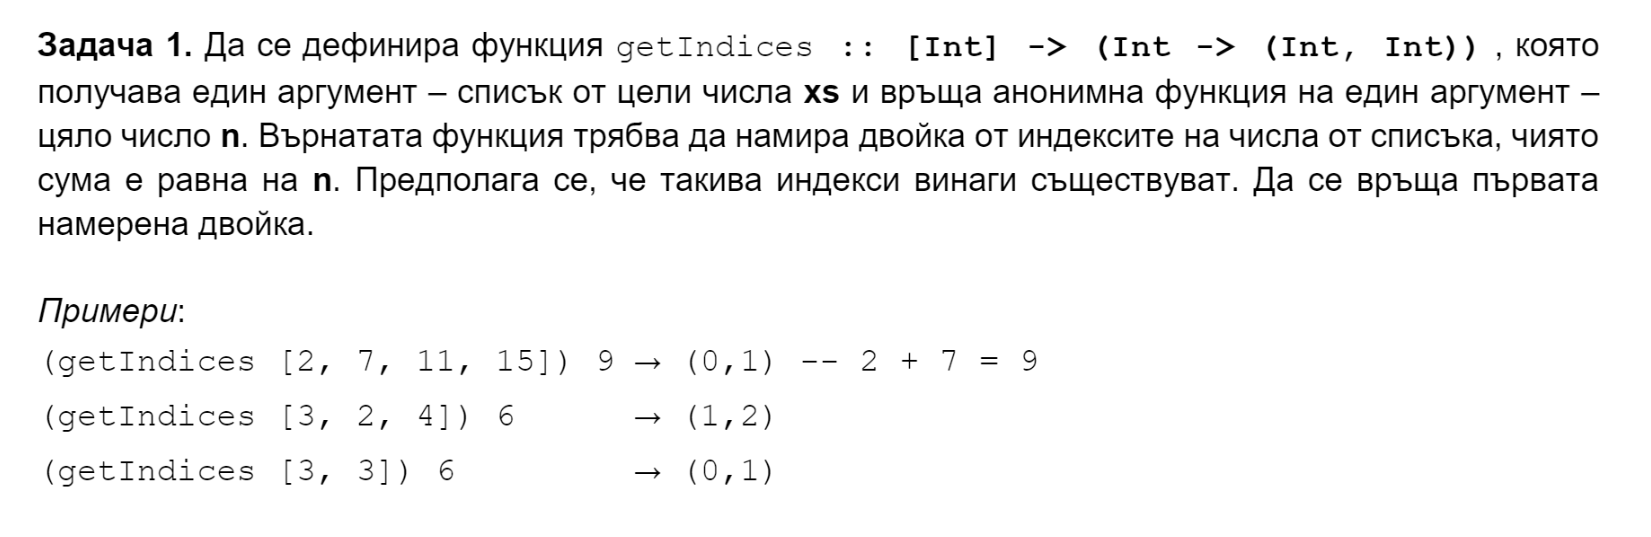 Задача 1. Да се дефинира функция getIndices :: [Int] -> (Int -> (Int, Int)) , която
получава един аргумент – списък от цели числа xs и връща анонимна функция на един аргумент –
цяло число n. Върнатата функция трябва да намира двойка от индексите на числа от списъка, чиято
сума е равна на n. Предполага се, че такива индекси винаги съществуват. Да се връща първата
намерена двойка.
Примери:
(getIndices [2, 7, 11, 15]) 9 → (0,1) -- 2 + 7 = 9
(getIndices [3, 2, 4]) 6 → (1,2)
(getIndices [3, 3]) 6 → (0,1)